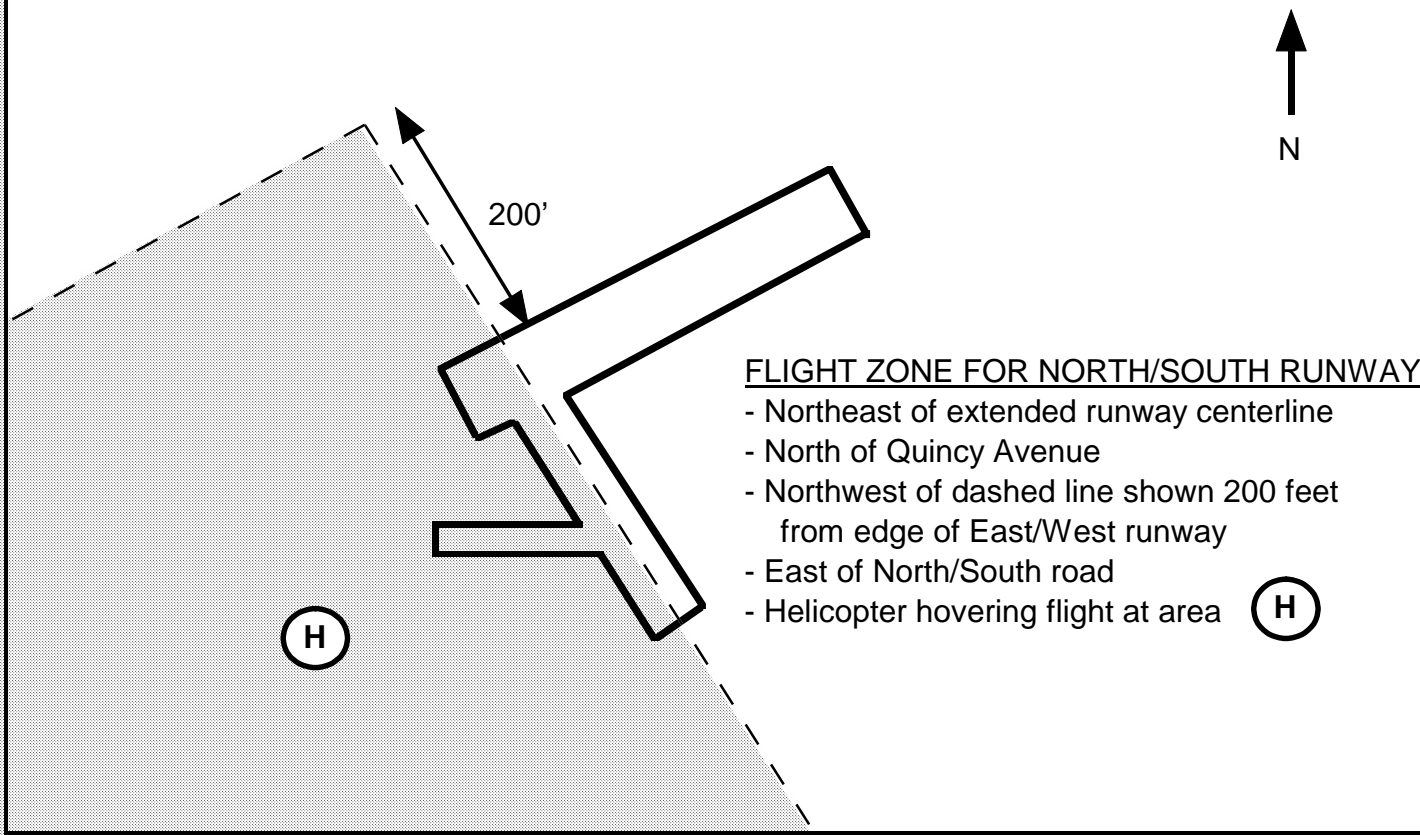 N
200’
FLIGHT ZONE FOR NORTH/SOUTH RUNWAY
- Northeast of extended runway centerline
- North of Quincy Avenue
- Northwest of dashed line shown 200 feet
from edge of East/West runway
- East of North/South road
- Helicopter hovering flight at area H
H